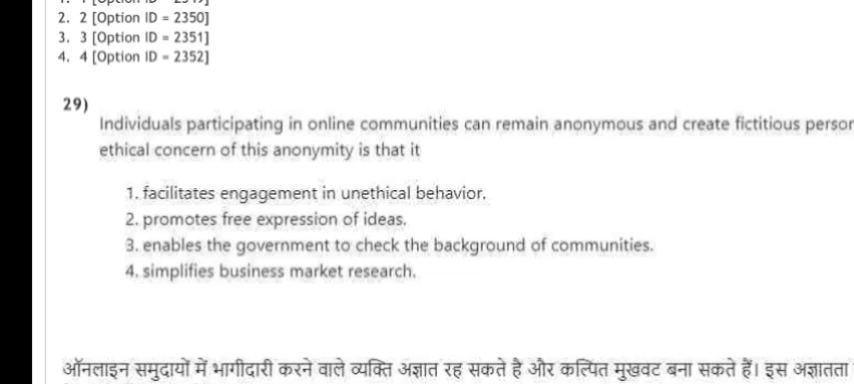 2. 2 [Option ID = 2350]
3. 3 [Option ID = 2351]
4. 4 [Option ID = 2352]
29)
Individuals participating in online communities can remain anonymous and create fictitious
ethical concern of this anonymity is that it
1. facilitates engagement in unethical behavior.
2. promotes free expression of ideas.
3. enables the government to check the background of communities.
4. simplifies business market research.
ऑनलाइन समुदायों में भागीदारी करने वाले व्यक्ति अज्ञात रह सकते है और कल्पित मुखवट बना सकते हैं। इस अज्ञातता